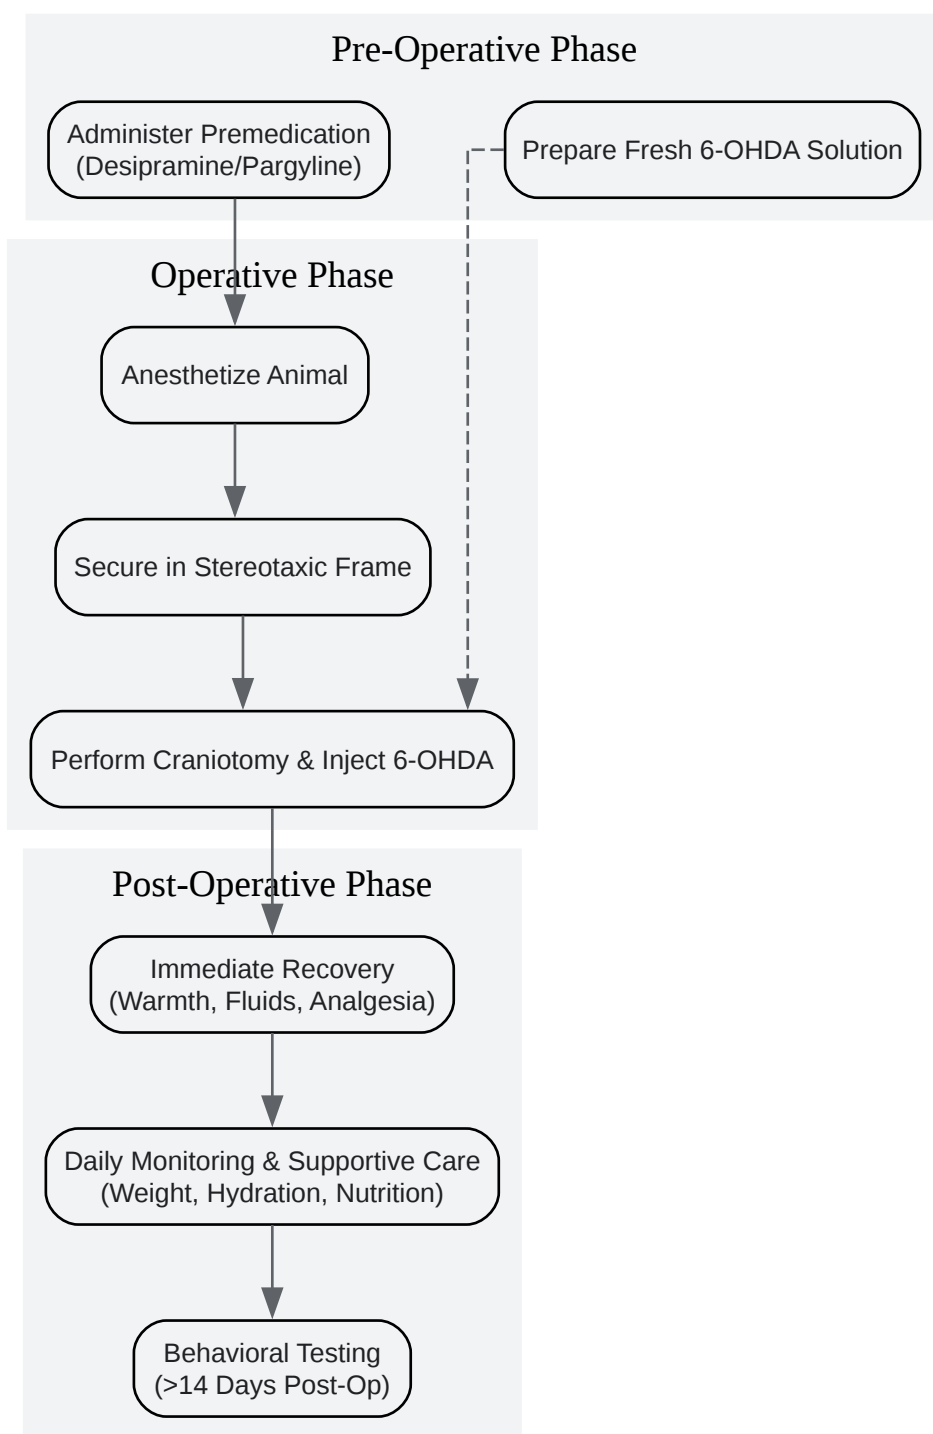 Pre-Operative Phase
Administer Premedication
(Desipramine/Pargyline)
Prepare Fresh 6-OHDA Solution
Operative Phase
Anesthetize Animal
Secure in Stereotaxic Frame
Perform Craniotomy & Inject 6-OHDA
Post-Operative Phase
Immediate Recovery
(Warmth, Fluids, Analgesia)
Daily Monitoring & Supportive Care
(Weight, Hydration, Nutrition)
Behavioral Testing
(>14 Days Post-Op)